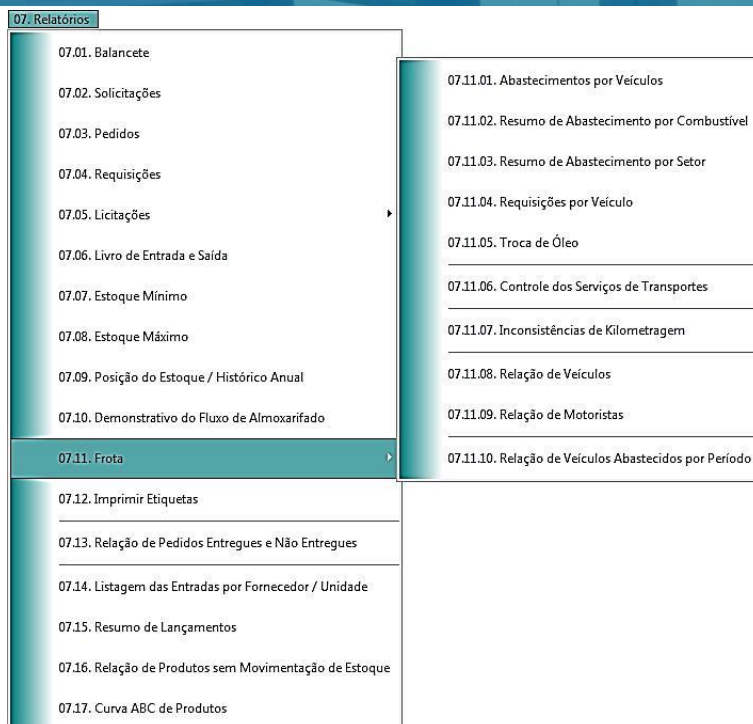 07. Relatórios
07.01. Balancete
07.02. Solicitações
07.03. Pedidos
07.04. Requisições
07.05. Licitações
07.06. Livro de Entrada e Saída
07.07. Estoque Mínimo
07.08. Estoque Máximo
07.09. Posição do Estoque / Histórico Anual
07.10. Demonstrativo do Fluxo de Almoxarifado
07.11. Frota
07.12. Imprimir Etiquetas
07.13. Relação de Pedidos Entregues e Não Entregues
07.14. Listagem das Entradas por Fornecedor / Unidade
07.15. Resumo de Lançamentos
07.16. Relação de Produtos sem Movimentação de Estoque
07.17. Curva ABC de Produtos
07.11.01. Abastecimentos por Veículos
07.11.02. Resumo de Abastecimento por Combustível
07.11.03. Resumo de Abastecimento por Setor
07.11.04. Requisições por Veículo
07.11.05. Troca de Óleo
07.11.06. Controle dos Serviços de Transportes
07.11.07. Inconsistências de Kilometragem
07.11.08. Relação de Veículos
07.11.09. Relação de Motoristas
07.11.10. Relação de Veículos Abastecidos por Período